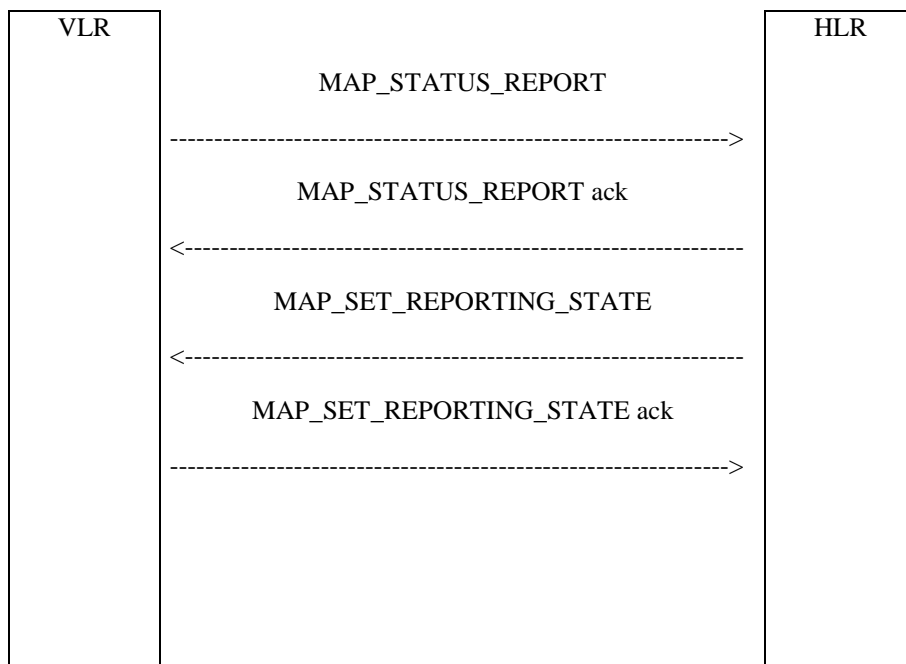 VLR
HLR
MAP_STATUS_REPORT
MAP_STATUS_REPORT ack
MAP_SET_REPORTING_STATE
MAP_SET_REPORTING_STATE ack